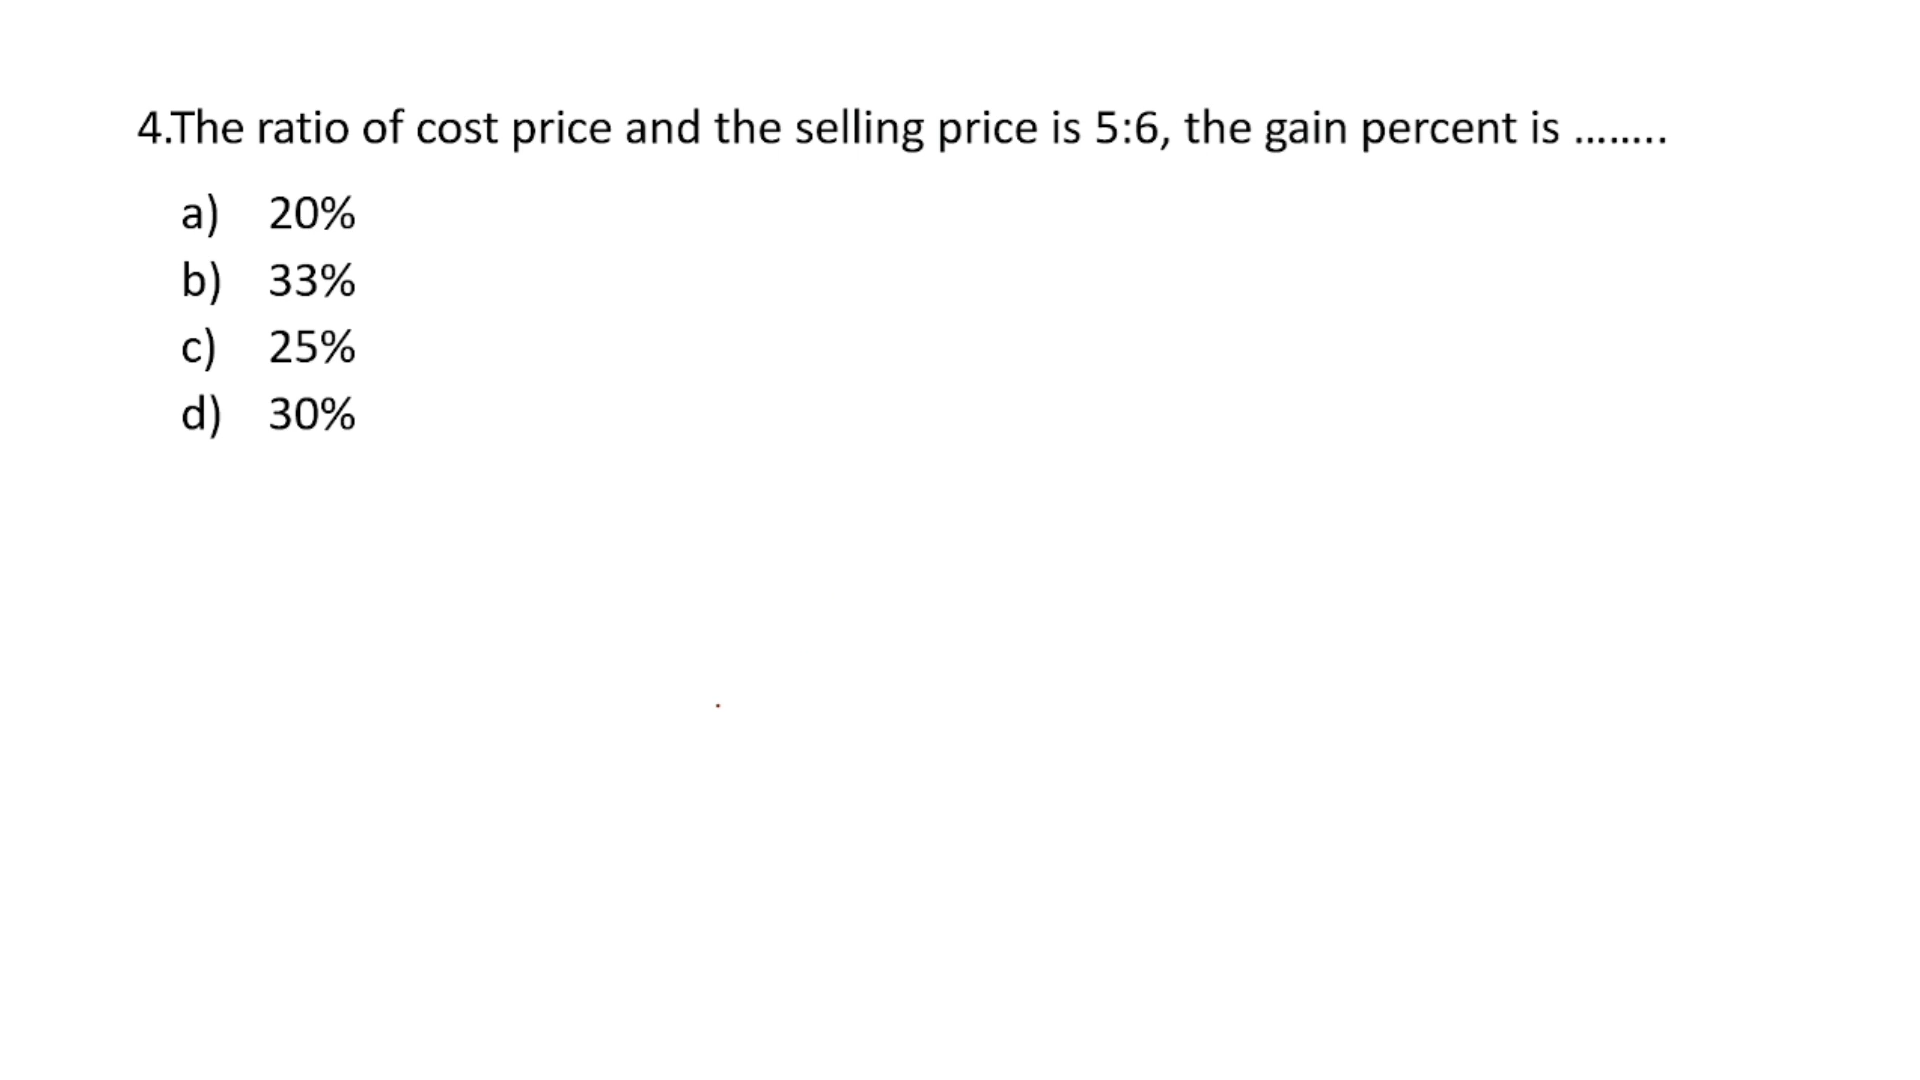 4.The ratio of cost price and the selling price is 5:6, the gain percent is ........
a) 20%
b) 33%
c) 25%
d) 30%